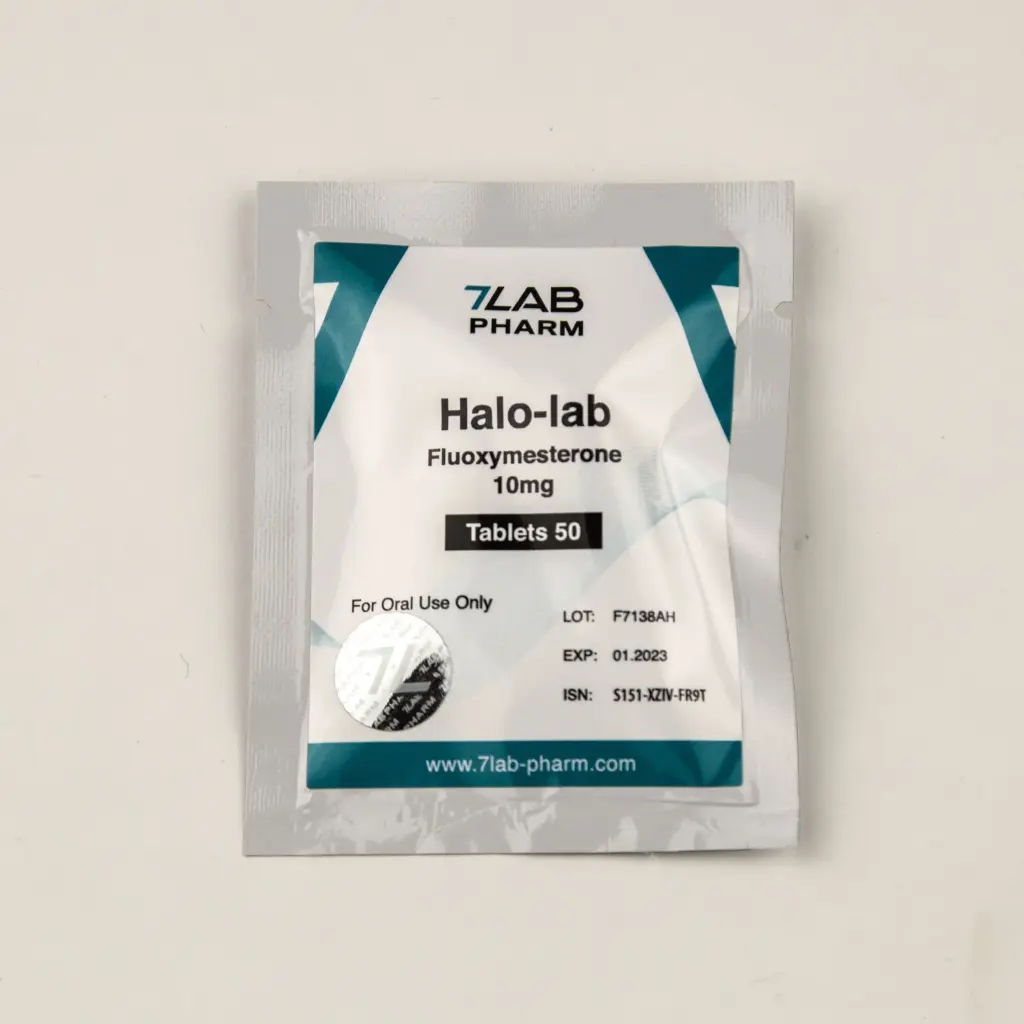 7LAB
PHARM
Halo-lab
Fluoxymesterone
10mg
Tablets 50
For Oral Use Only
LOT: F7138AH
EXP: 01.2023
ISN: S151-XZIV-FR9T
7L
www.7lab-pharm.com